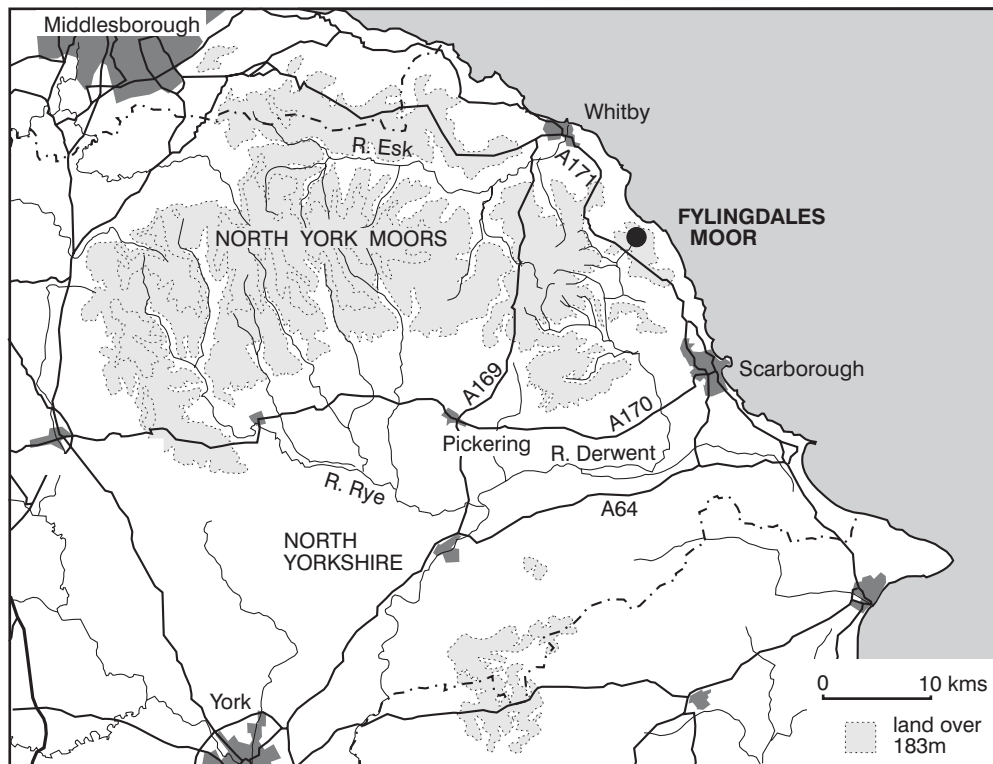 Middlesborough
Whitby
R. Esk
A171
FYLINGDALES
MOOR
NORTH YORK MOORS
Scarborough
A169
A170
Pickering
R. Derwent
R. Rye
A64
NORTH
YORKSHIRE
York
0 10 kms
land over
183m